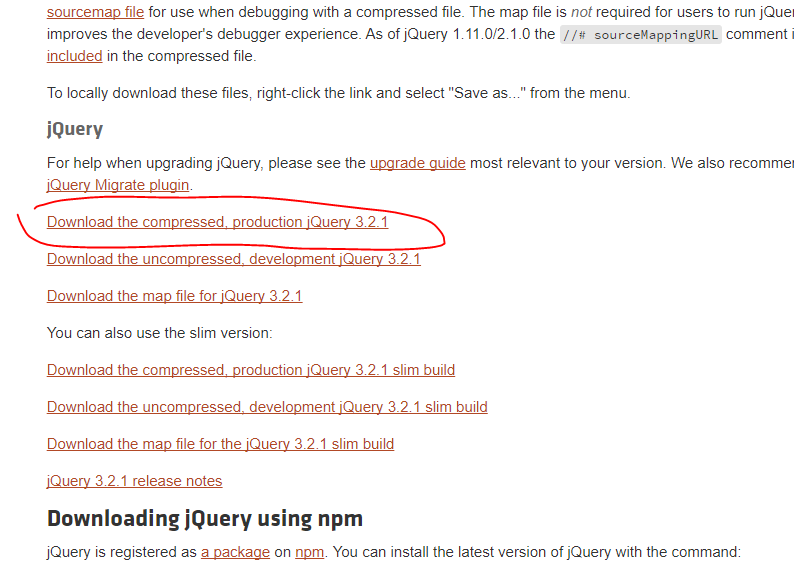 sourcemap file for use when debugging with a compressed file. The map file is not required for users to run jQue
improves the developer's debugger experience. As of jQuery 1.11.0/2.1.0 the //# sourceMappingURL comment i
included in the compressed file.
To locally download these files, right-click the link and select "Save as..." from the menu.
jQuery
For help when upgrading jQuery, please see the upgrade guide most relevant to your version. We also recomme
jQuery Migrate plugin.
Download the compressed, production jQuery 3.2.1
Download the uncompressed, development jQuery 3.2.1
Download the map file for jQuery 3.2.1
You can also use the slim version:
Download the compressed, production jQuery 3.2.1 slim build
Download the uncompressed, development jQuery 3.2.1 slim build
Download the map file for the jQuery 3.2.1 slim build
jQuery 3.2.1 release notes
Downloading jQuery using npm
jQuery is registered as a package on npm. You can install the latest version of jQuery with the command: